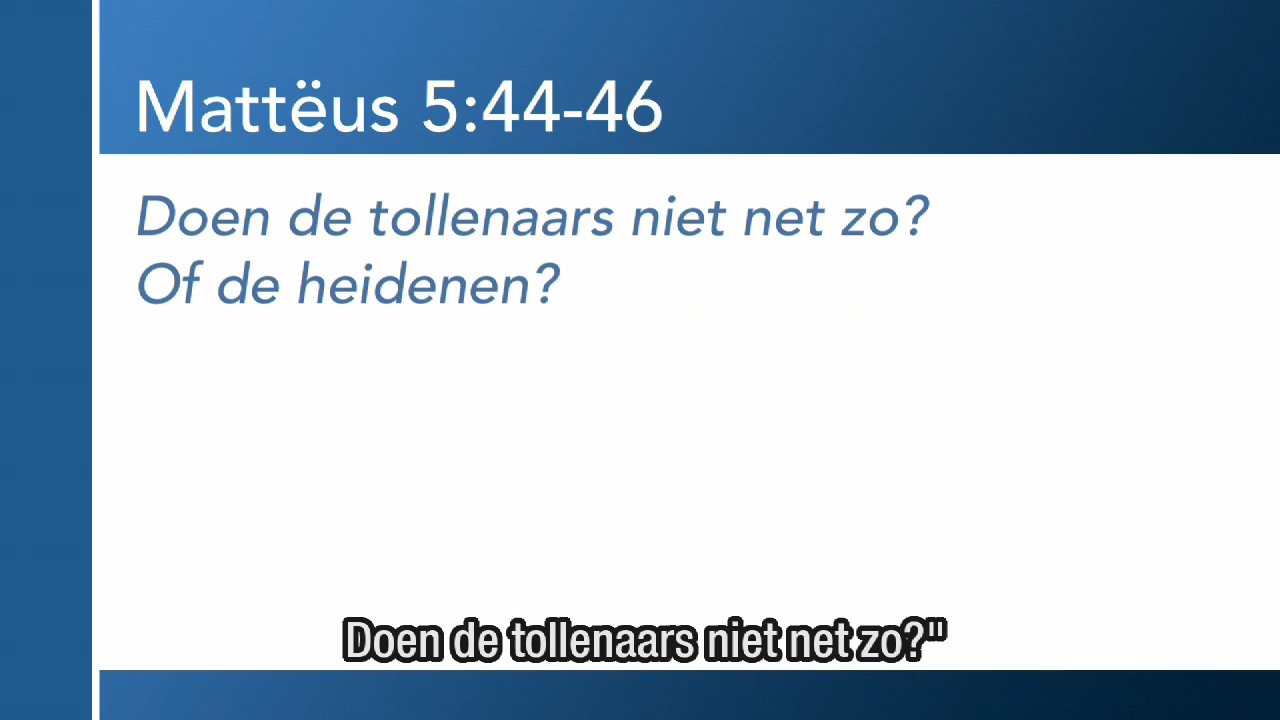 Mattëus 5:44-46
Doen de tollenaars niet net zo?
Of de heidenen?
Doen de tollenaars niet net zo?"